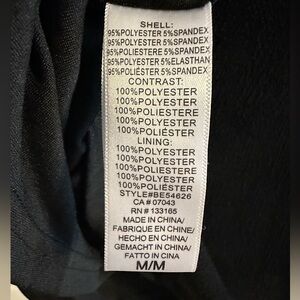 SHELL:
95%POLYESTER 5%SPANDEX
95%POLYESTER 5%SPANDEX
95%POLIESTERE 5%SPANDEX
95%POLYESTER 5%ELASTHAN
95%POLIÉSTER 5%SPANDEX
CONTRAST:
100%POLYESTER
100%POLYESTER
100%POLIESTERE
100%POLYESTER
100%POLIÉSTER
LINING:
100%POLYESTER
100%POLYESTER
100%POLIESTERE
100%POLYESTER
100%POLIÉSTER
STYLE#BE54626
CA # 07043
RN # 133165
MADE IN CHINA/
FABRIQUE EN CHINE/
HECHO EN CHINA/
GEMACHT IN CHINA/
FATTO IN CINA
M/M